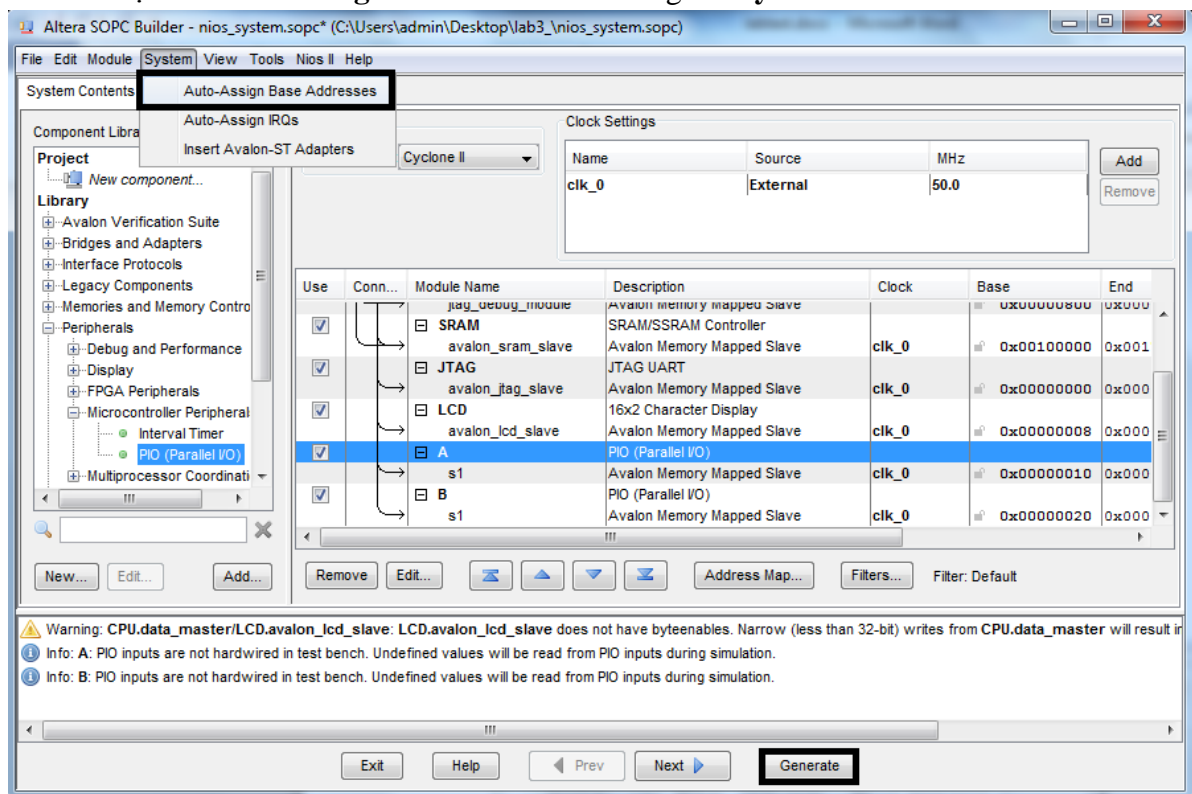 Altera SOPC Builder - nios_system.sopc* (C:\Users\admin\Desktop\lab3_\nios_system.sopc)
File Edit Module System View Tools Nios II Help
System Contents
Auto-Assign Base Addresses
Auto-Assign IRQs
Insert Avalon-ST Adapters
Component Libra
Project
New component...
Library
Avalon Verification Suite
Bridges and Adapters
Interface Protocols
Legacy Components
Memories and Memory Contro
Peripherals
Debug and Performance
Display
FPGA Peripherals
Microcontroller Peripheral
Interval Timer
PIO (Parallel I/O)
Multiprocessor Coordinati
New... Edit... Add...
Cyclone II
Clock Settings
Name Source MHz
clk_0 External 50.0
Add
Remove
Use Conn... Module Name Description Clock Base End
jtag_debug_module Avalon Memory Mapped Slave 0x00000800 0x000
SRAM SRAM/SSRAM Controller
avalon_sram_slave Avalon Memory Mapped Slave clk_0 0x00100000 0x001
JTAG JTAG UART
avalon_jtag_slave Avalon Memory Mapped Slave clk_0 0x00000000 0x000
LCD 16x2 Character Display
avalon_lcd_slave Avalon Memory Mapped Slave clk_0 0x00000008 0x000
A PIO (Parallel I/O)
s1 Avalon Memory Mapped Slave clk_0 0x00000010 0x000
B PIO (Parallel I/O)
s1 Avalon Memory Mapped Slave clk_0 0x00000020 0x000
Remove Edit... Address Map... Filters... Filter: Default
Warning: CPU.data_master/LCD.avalon_lcd_slave: LCD.avalon_lcd_slave does not have byteenables. Narrow (less than 32-bit) writes from CPU.data_master will result in
Info: A: PIO inputs are not hardwired in test bench. Undefined values will be read from PIO inputs during simulation.
Info: B: PIO inputs are not hardwired in test bench. Undefined values will be read from PIO inputs during simulation.
Exit Help Prev Next Generate